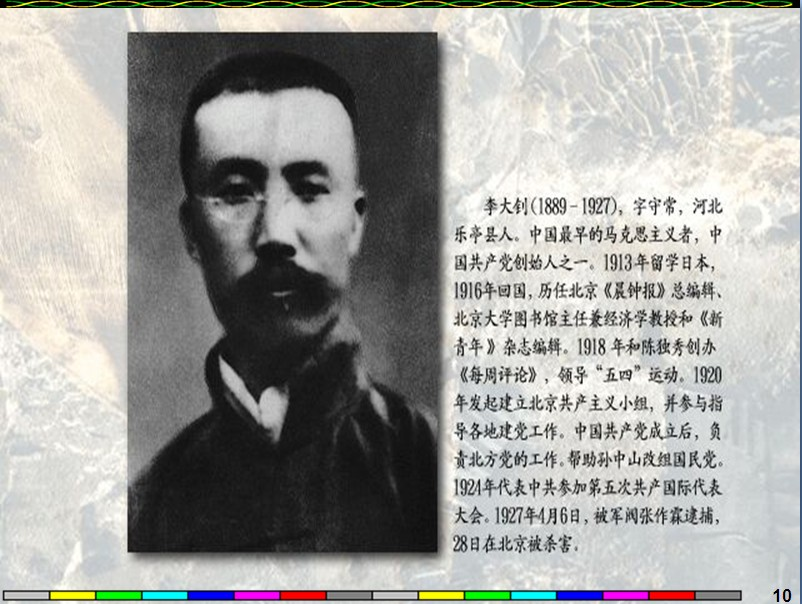 李大钊(1889－1927)，字守常，河北
乐亭县人。中国最早的马克思主义者，中
国共产党创始人之一。1913年留学日本，
1916年回国，历任北京《晨钟报》总编辑、
北京大学图书馆主任兼经济学教授和《新
青年》杂志编辑。1918 年和陈独秀创办
《每周评论》，领导“五四”运动。1920
年发起建立北京共产主义小组，并参与指
导各地建党工作。中国共产党成立后，负
责北方党的工作。帮助孙中山改组国民党。
1924年代表中共参加第五次共产国际代表
大会。1927年4月6日，被军阀张作霖逮捕，
28日在北京被杀害。
10